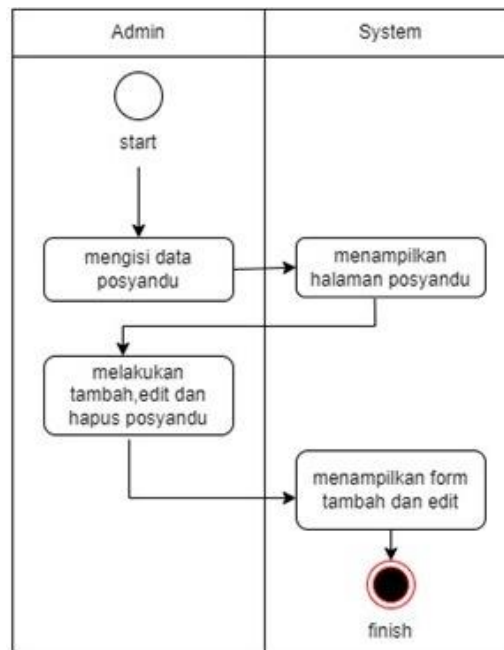 Admin
System
start
mengisi data
posyandu
menampilkan
halaman posyandu
melakukan
tambah,edit dan
hapus posyandu
menampilkan form
tambah dan edit
finish